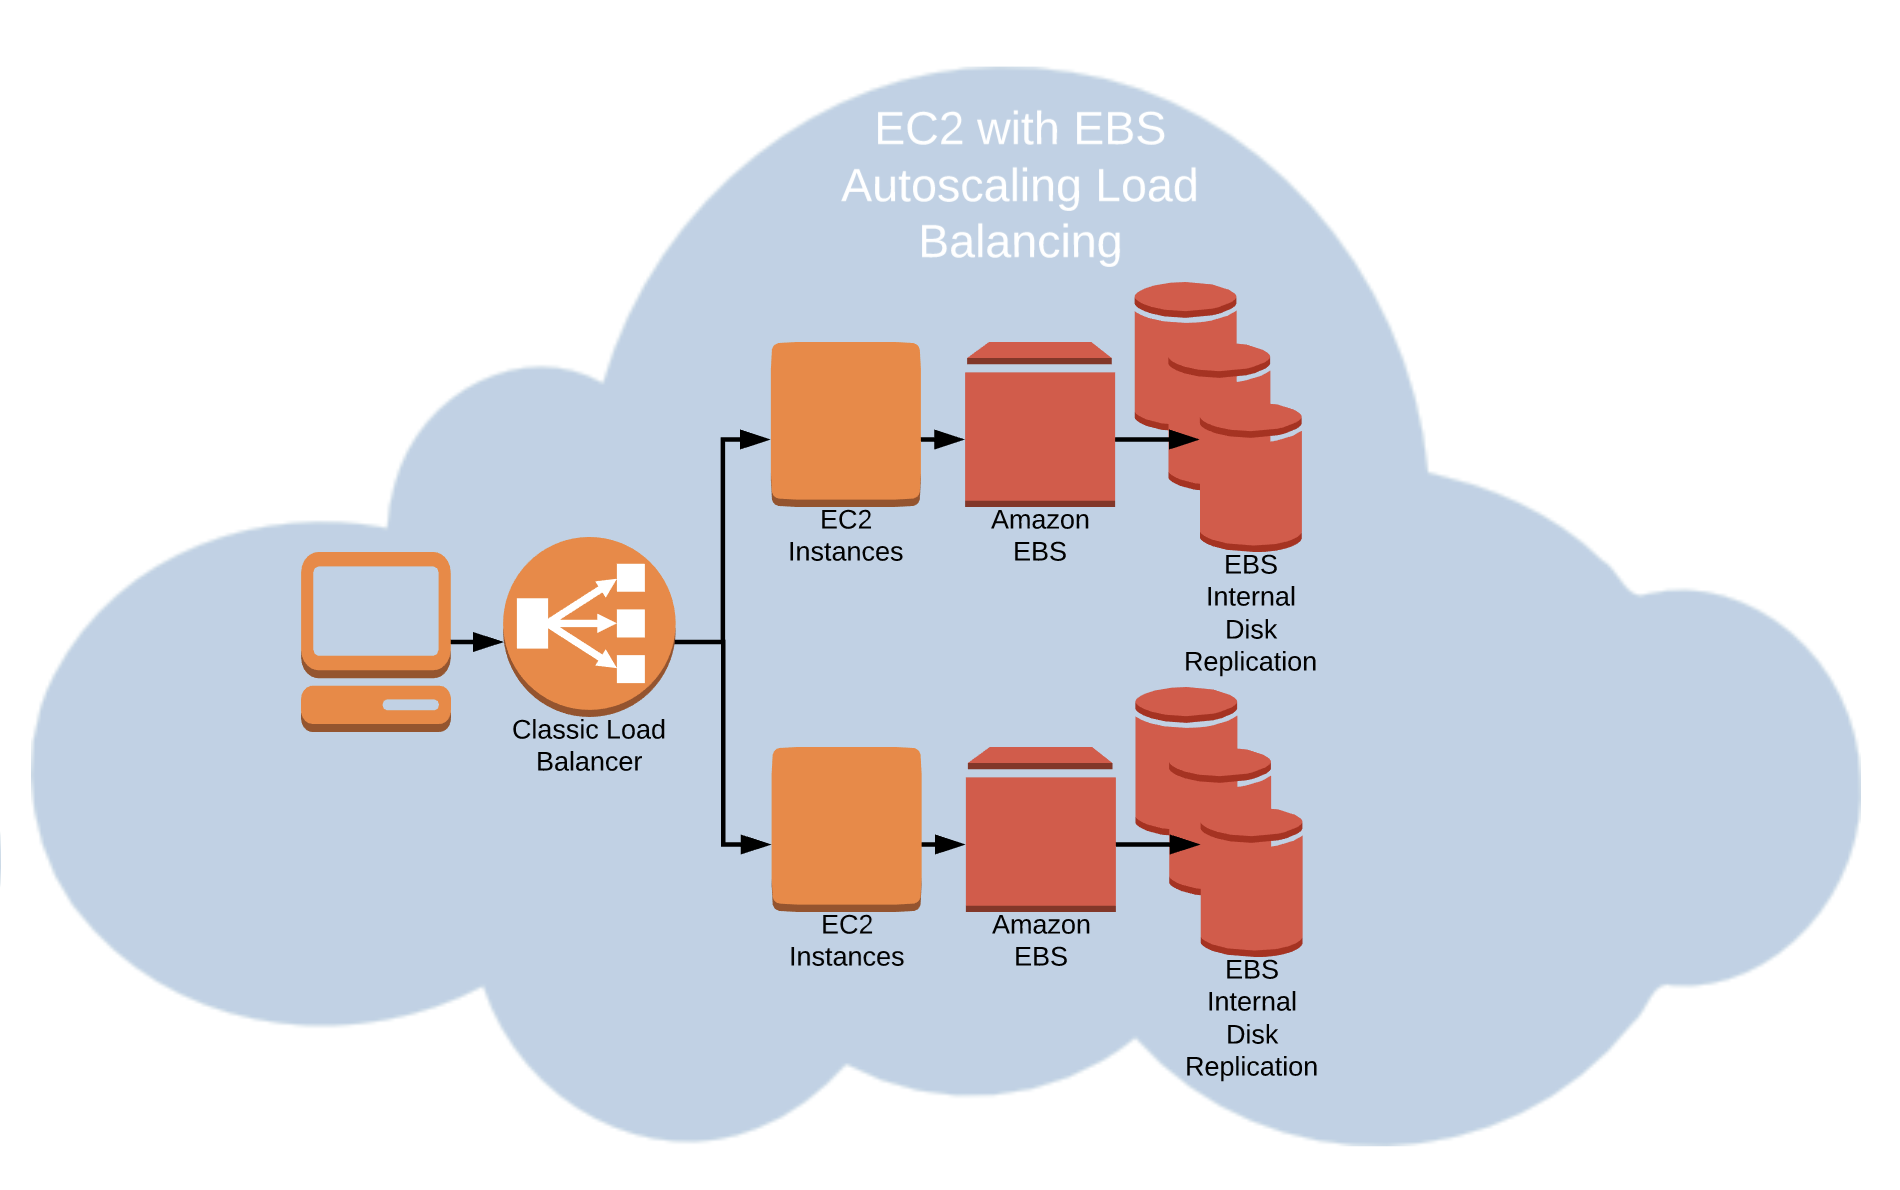 EC2 with EBS
Autoscaling Load
Balancing
EC2
Instances
Amazon
EBS
EBS
Internal
Disk
Replication
Classic Load
Balancer
EC2
Instances
Amazon
EBS
EBS
Internal
Disk
Replication